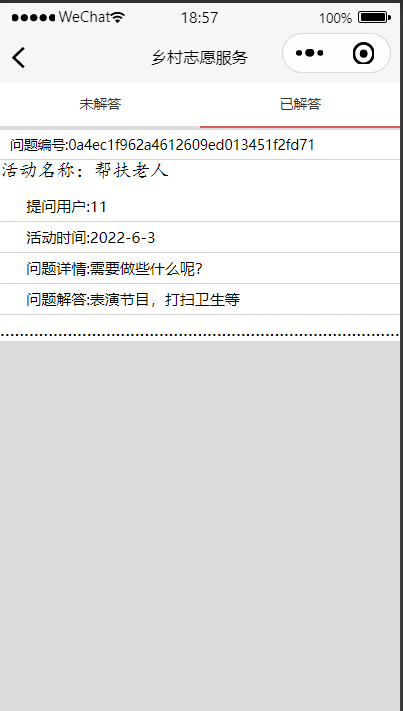 WeChat 18:57 100%
乡村志愿服务
未解答 已解答
问题编号:0a4ec1f962a4612609ed013451f2fd71
活动名称：帮扶老人
提问用户:11
活动时间:2022-6-3
问题详情:需要做些什么呢?
问题解答:表演节目，打扫卫生等